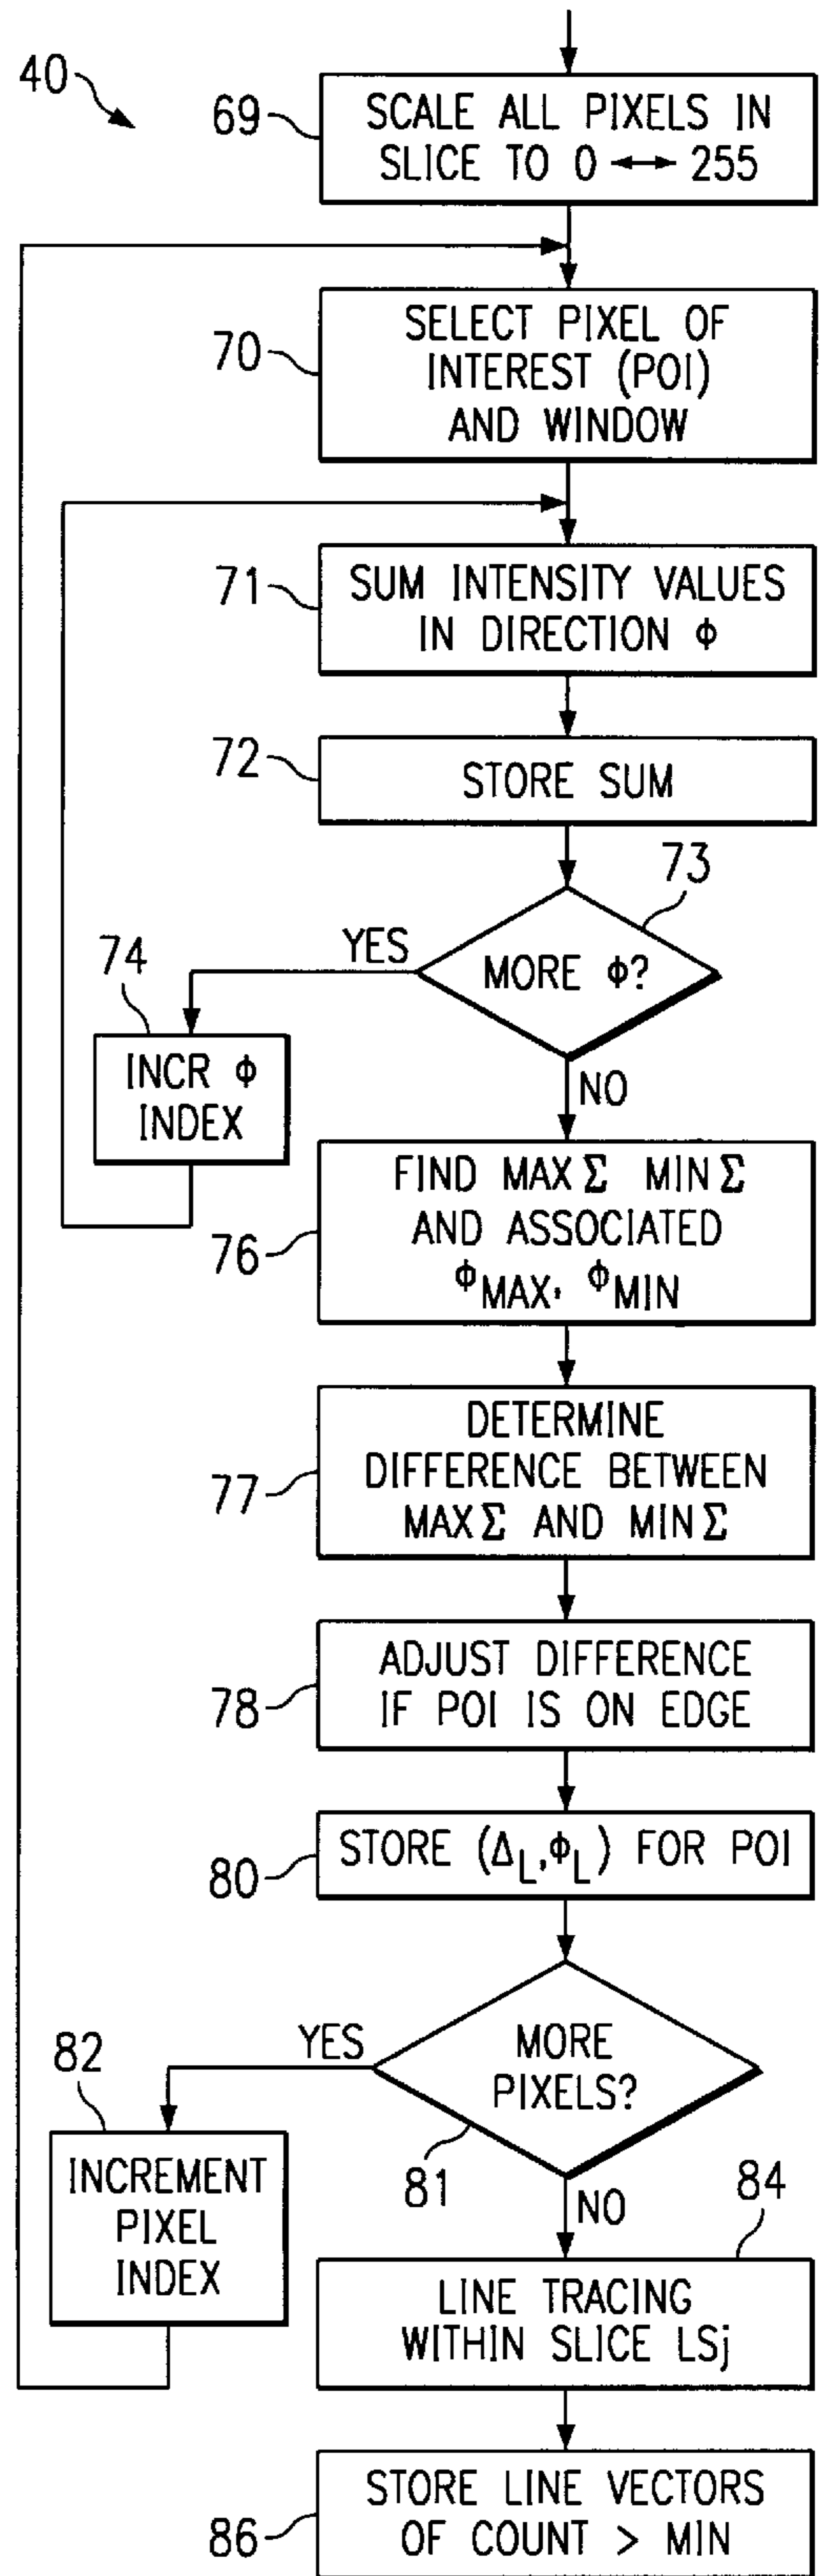 40
69
SCALE ALL PIXELS IN
SLICE TO 0 ↔ 255
70
SELECT PIXEL OF
INTEREST (POI)
AND WINDOW
71
SUM INTENSITY VALUES
IN DIRECTION Φ
72
STORE SUM
73
MORE Φ?
YES
74
INCR Φ
INDEX
NO
76
FIND MAX Σ MIN Σ
AND ASSOCIATED
ΦMAX, ΦMIN
77
DETERMINE
DIFFERENCE BETWEEN
MAX Σ AND MIN Σ
78
ADJUST DIFFERENCE
IF POI IS ON EDGE
80
STORE (ΔL,ΦL) FOR POI
81
MORE
PIXELS?
YES
82
INCREMENT
PIXEL
INDEX
NO
84
LINE TRACING
WITHIN SLICE LSj
86
STORE LINE VECTORS
OF COUNT > MIN